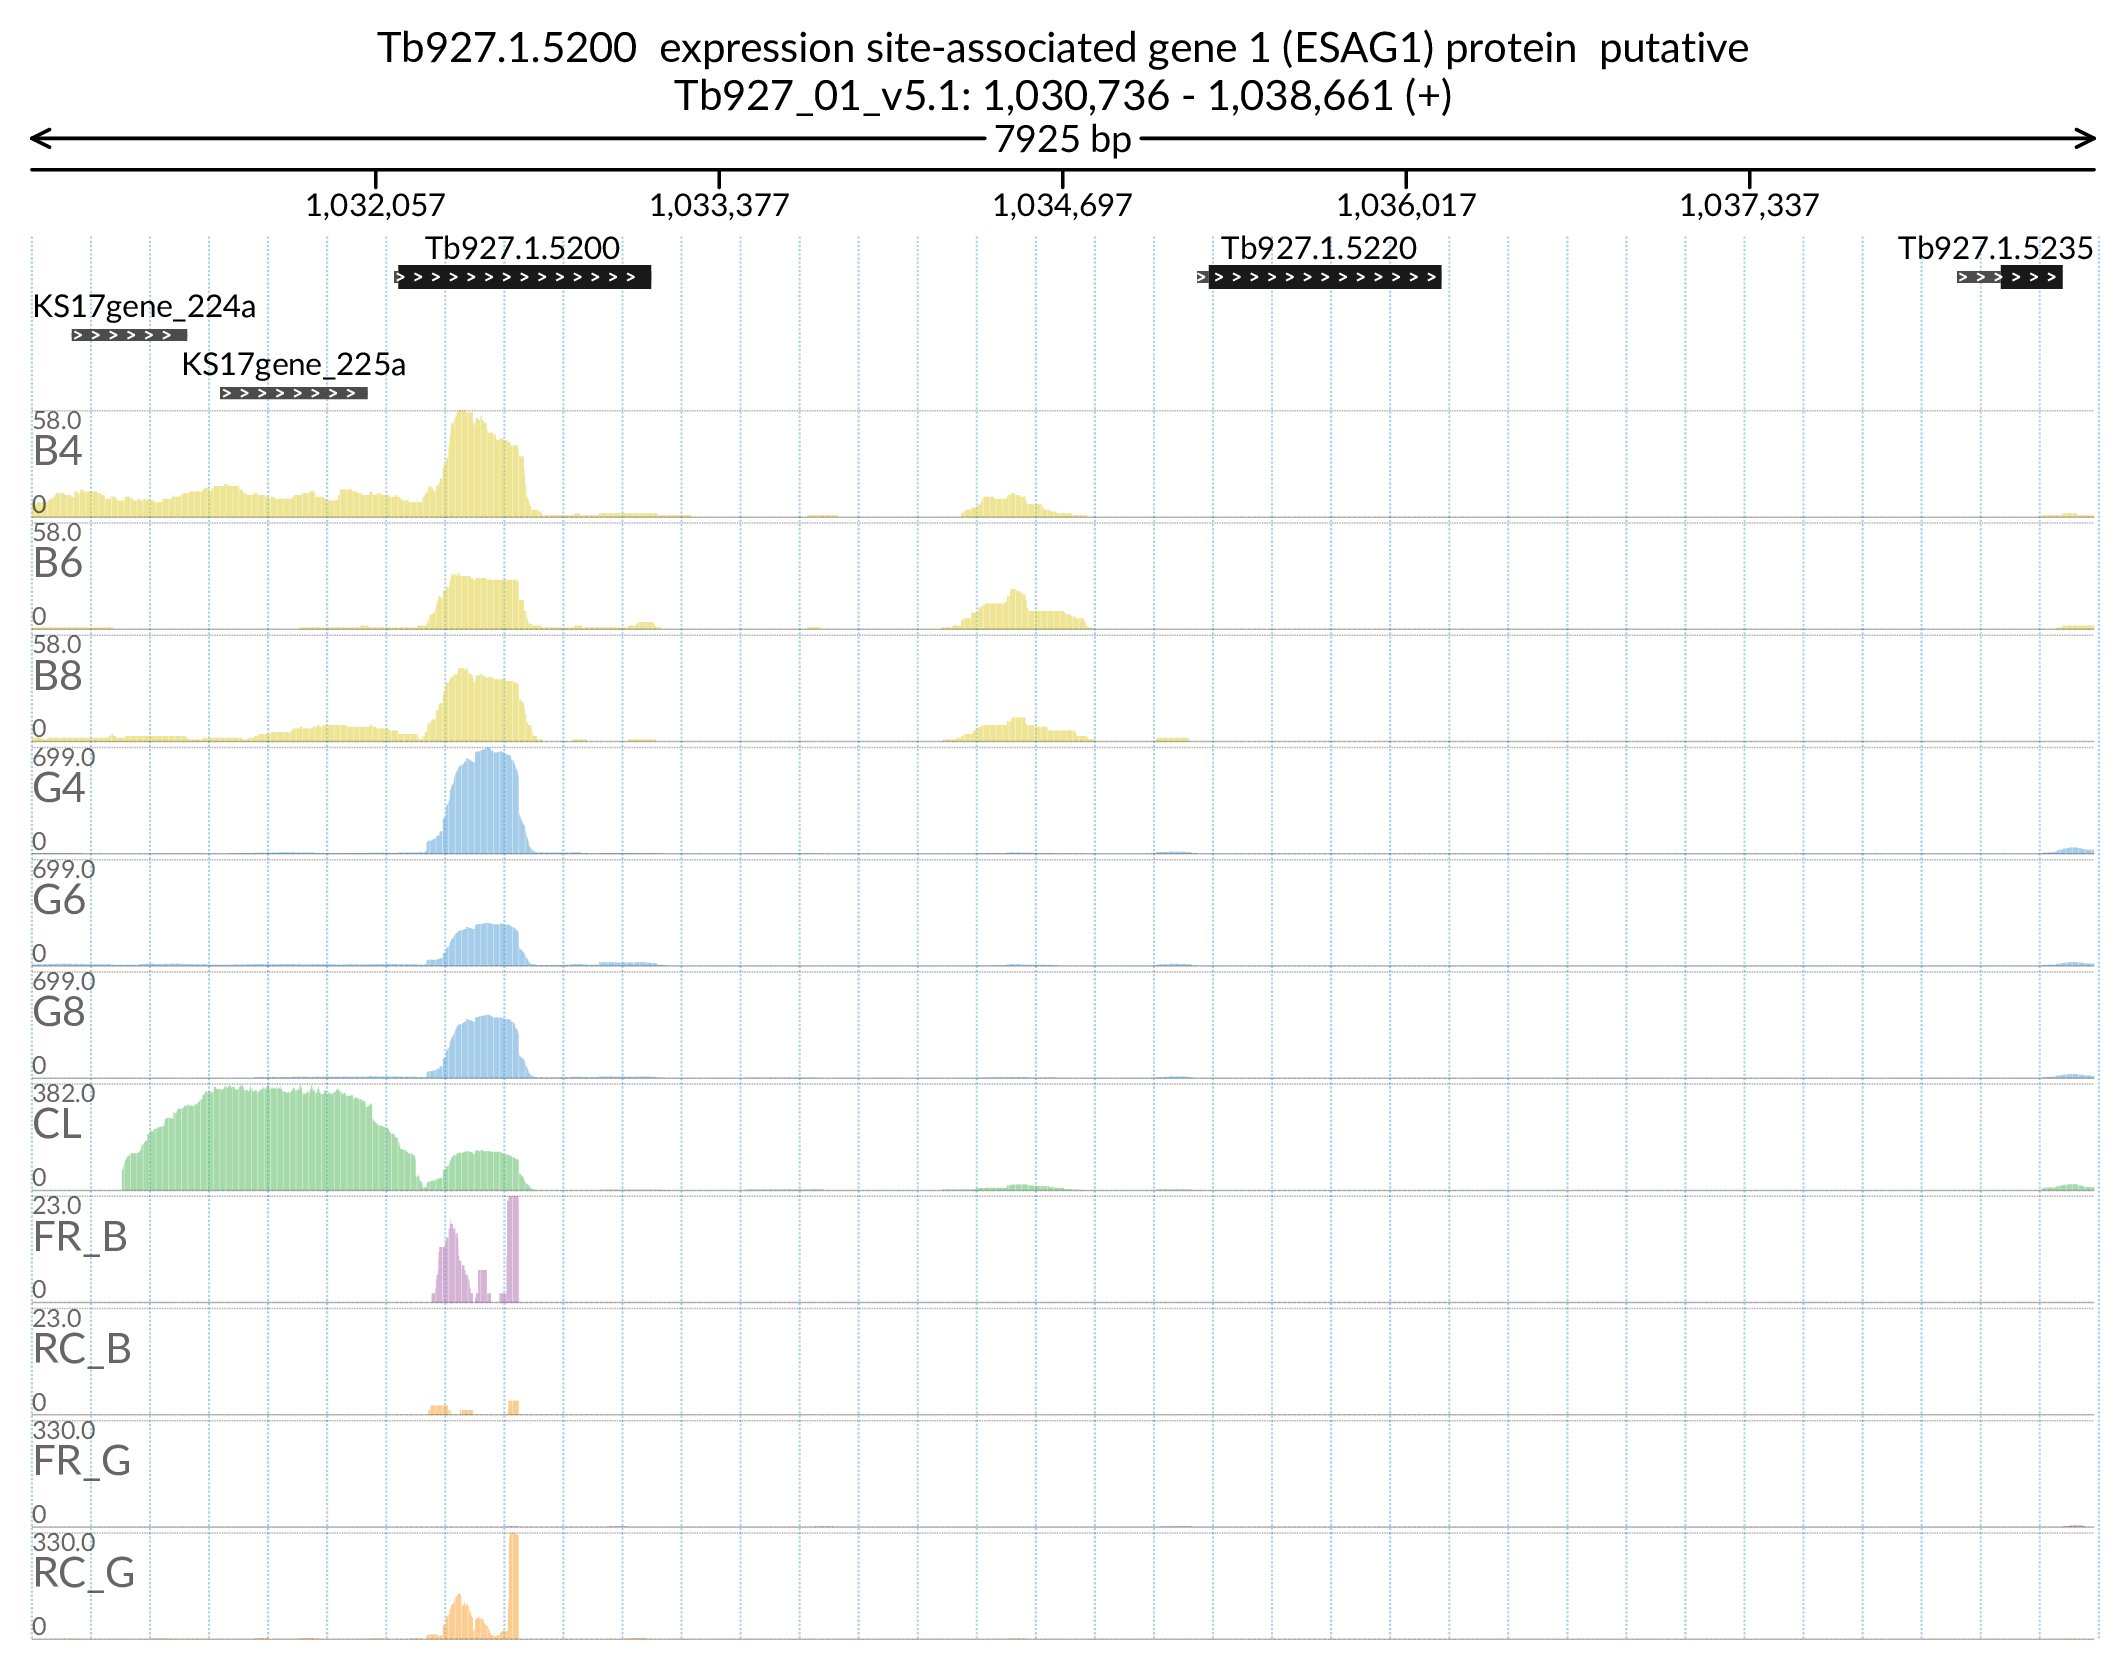 Tb927.1.5200  expression site-associated gene 1 (ESAG1) protein  putative
Tb927_01_v5.1: 1,030,736 - 1,038,661 (+)
7925 bp
1,032,057 1,033,377 1,034,697 1,036,017 1,037,337
Tb927.1.5200 Tb927.1.5220 Tb927.1.5235
KS17gene_224a
KS17gene_225a
58.0
B4
0
58.0
B6
0
58.0
B8
0
699.0
G4
0
699.0
G6
0
699.0
G8
0
382.0
CL
0
23.0
FR_B
0
23.0
RC_B
0
330.0
FR_G
0
330.0
RC_G
0